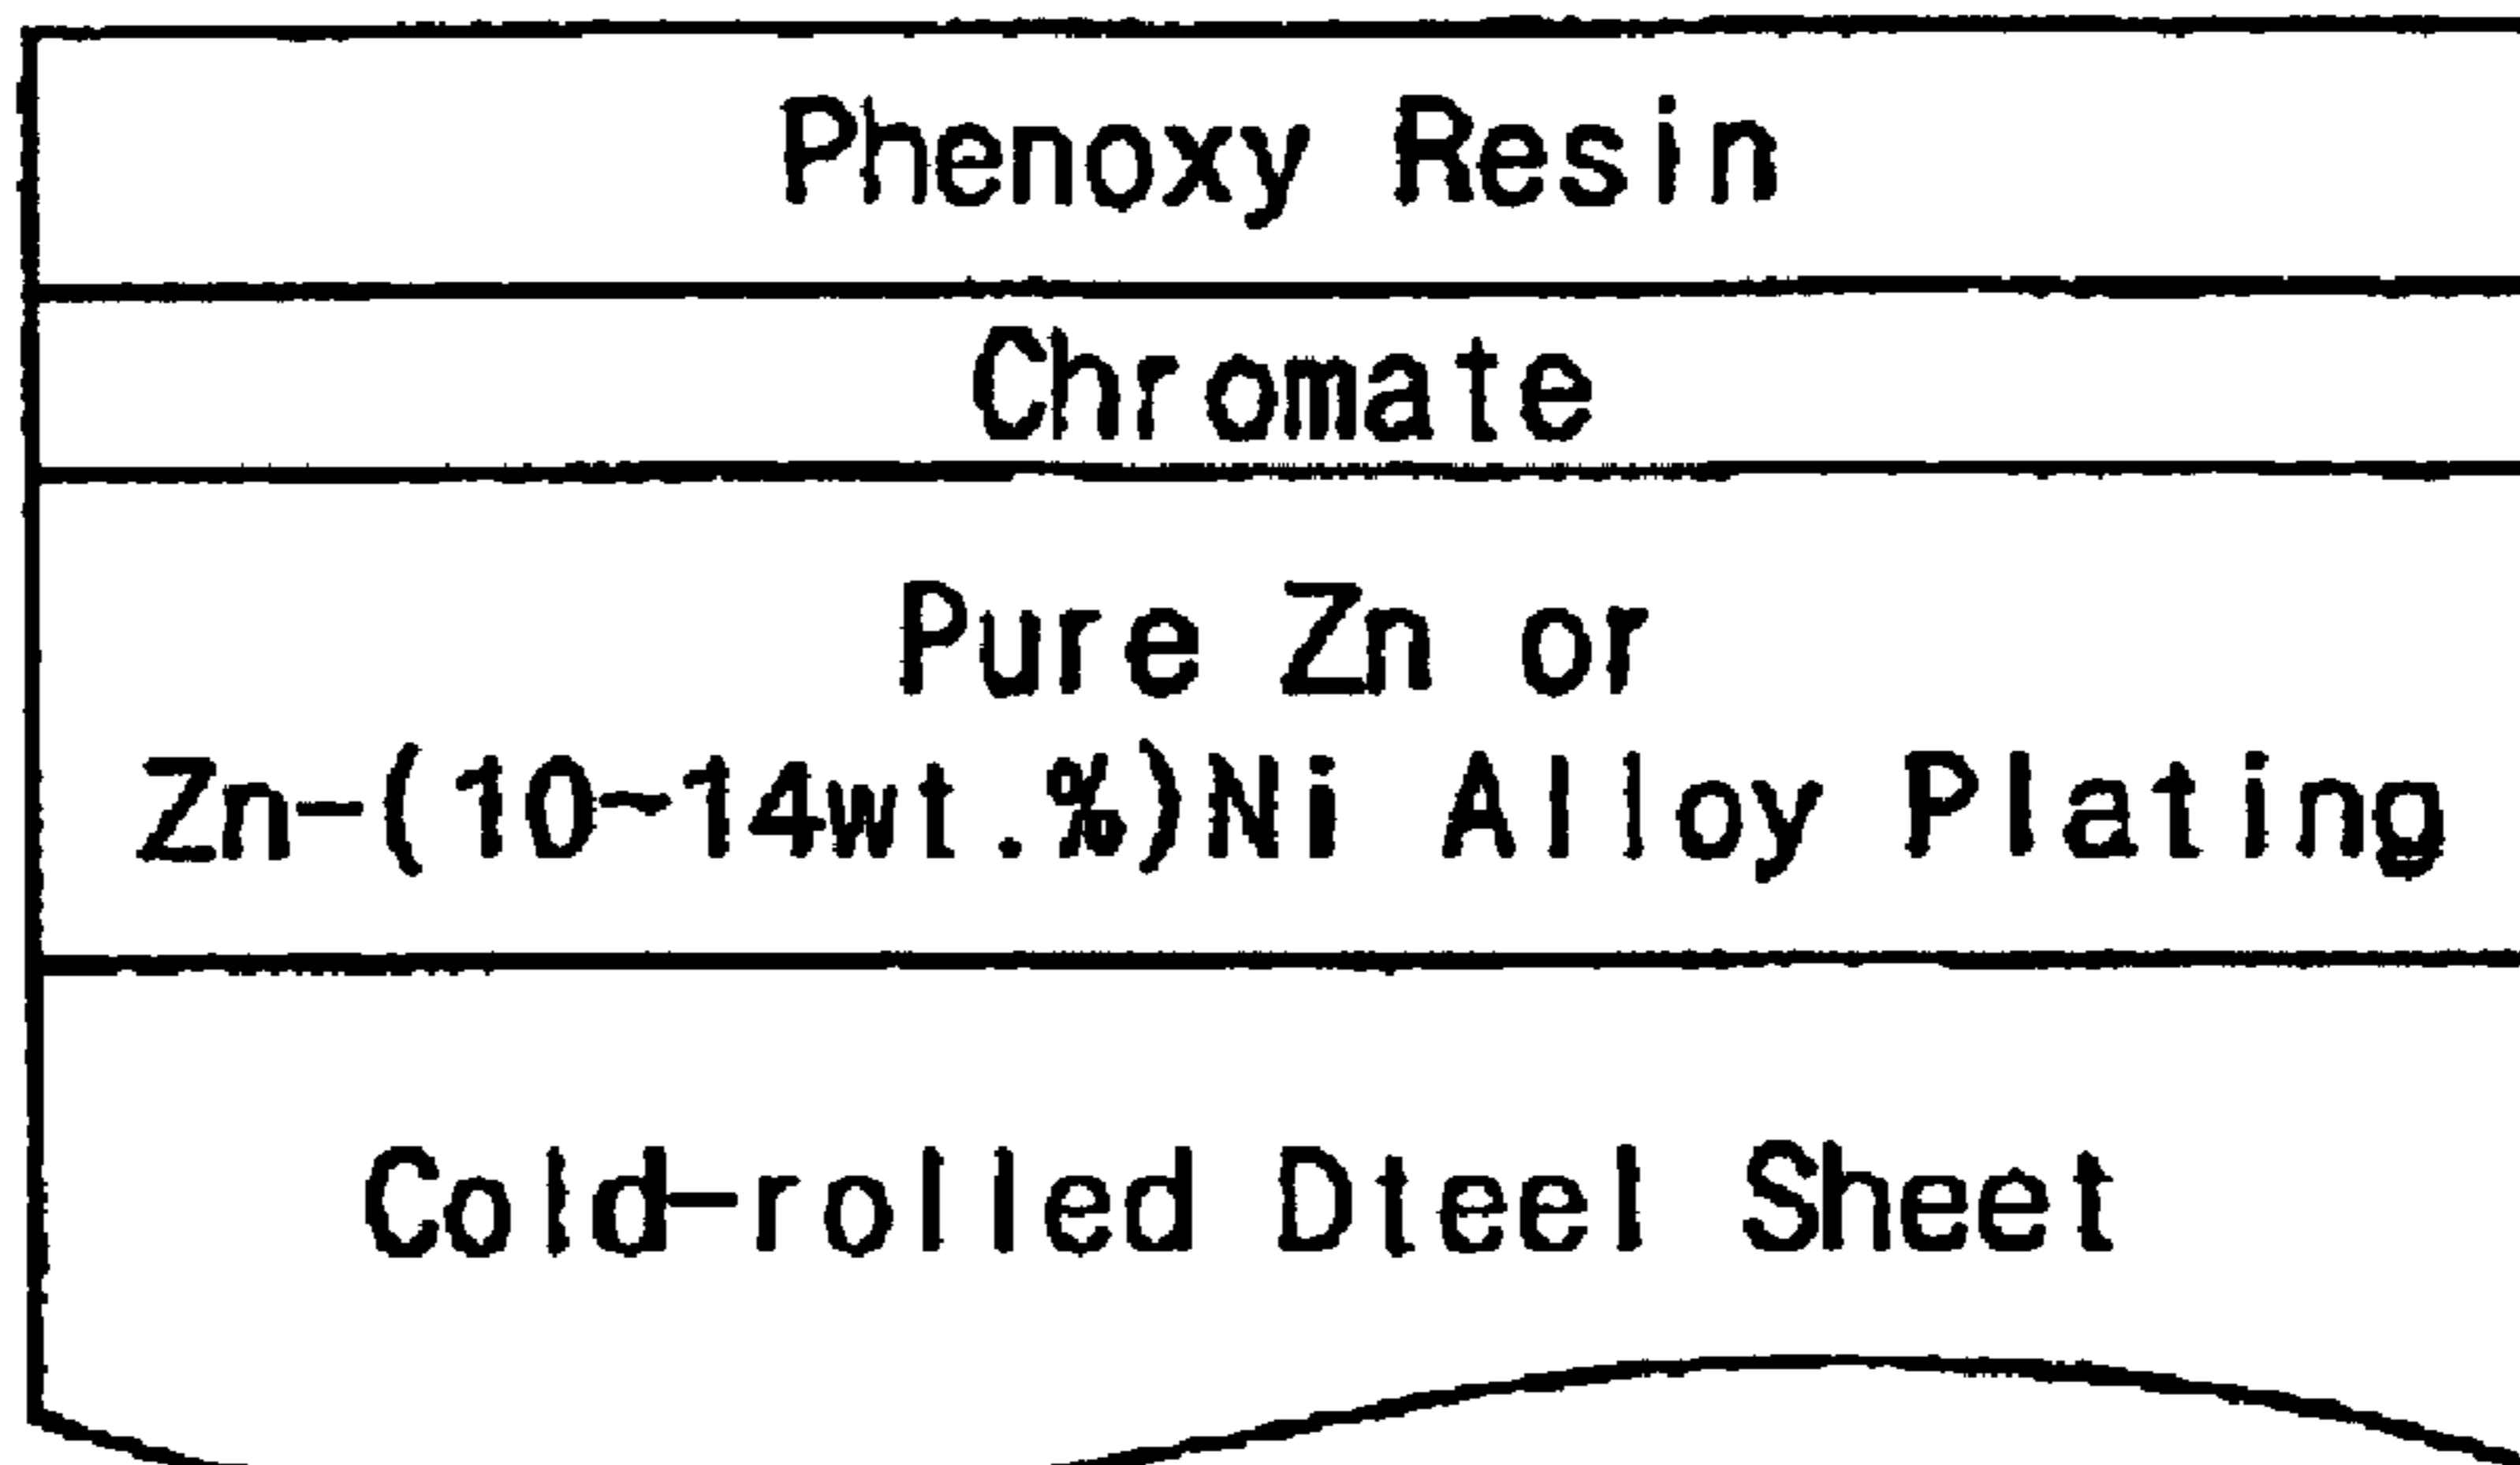 Phenoxy Resin
Chromate
Pure Zn or
Zn-(10~14wt.%)Ni Alloy Plating
Cold-rolled Dteel Sheet